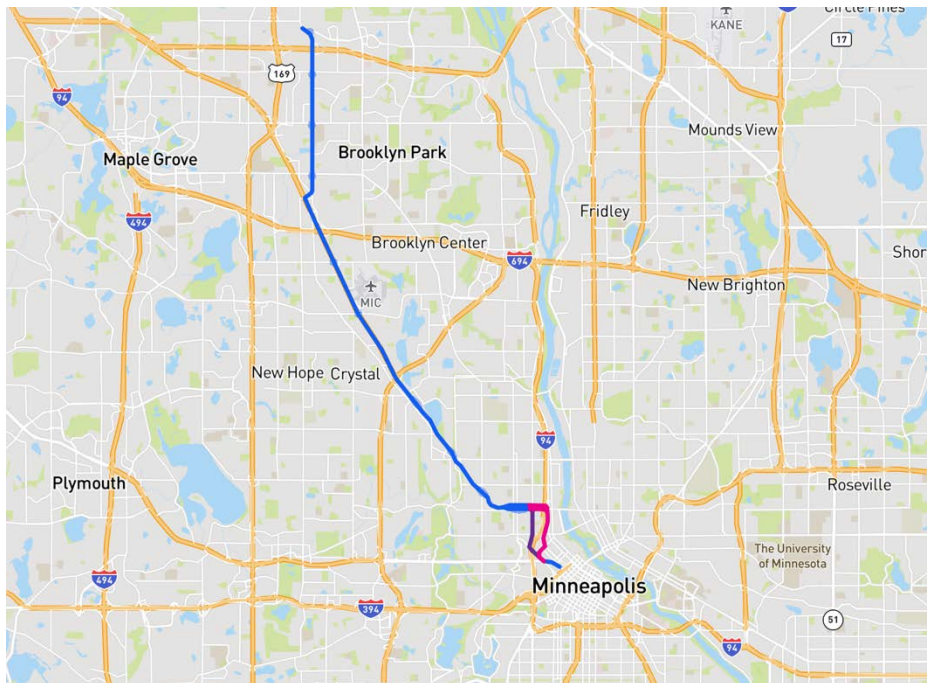 KANE
Circle Pines
17
169
94
Mounds View
Brooklyn Park
Maple Grove
494
Fridley
Brooklyn Center
694
Shor
New Brighton
MIC
New Hope
Crystal
94
Plymouth
Roseville
The University
of Minnesota
494
Minneapolis
394
51
94